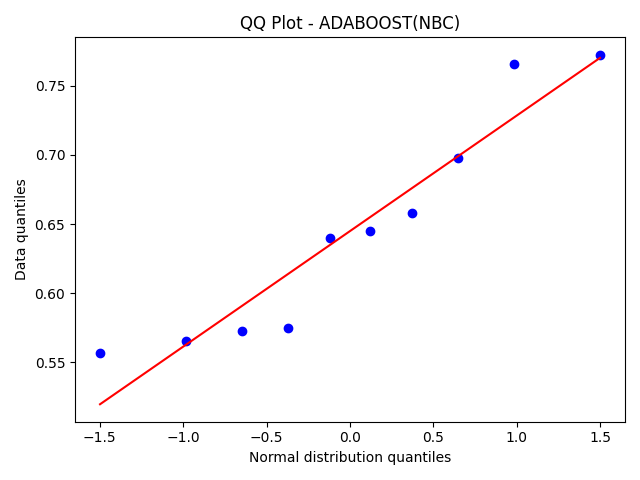 QQ Plot - ADABOOST(NBC)
Data quantiles
0.75
0.70
0.65
0.60
0.55
−1.5 −1.0 −0.5 0.0 0.5 1.0 1.5
Normal distribution quantiles